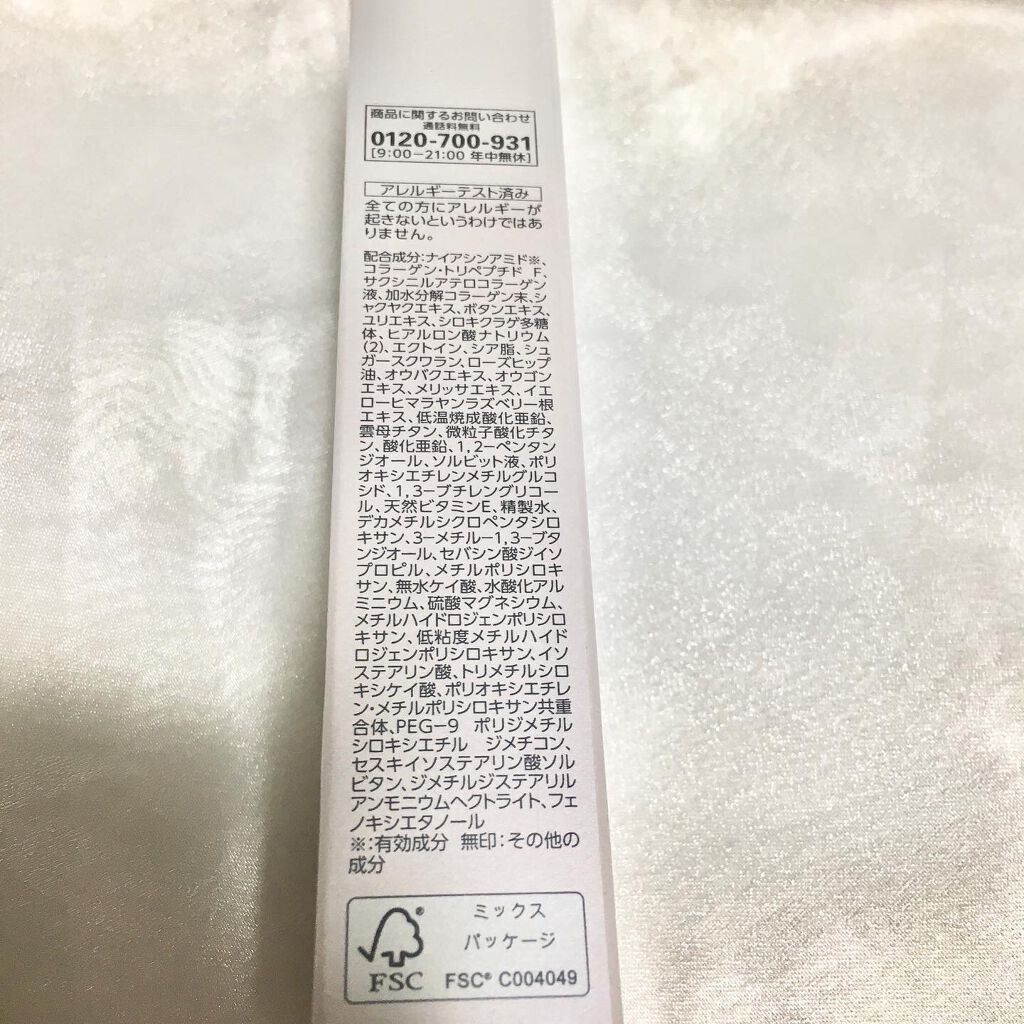 商品に関するお問い合わせ
通話料無料
0120-700-931
[9:00−21:00 年中無休]
アレルギーテスト済み
全ての方にアレルギーが
起きないというわけではあ
りません。
配合成分:ナイアシンアミド※、
コラーゲン・トリペプチド F、
サクシニルアテロコラーゲン
液、加水分解コラーゲン末、シ
ャクヤクエキス、ボタンエキス、
ユリエキス、シロキクラゲ多糖
体、ヒアルロン酸ナトリウム
(2)、エクトイン、シア脂、シュ
ガースクワラン、ローズヒップ
油、オウバクエキス、オウゴン
エキス、メリッサエキス、イエ
ローヒマラヤンラズベリー根
エキス、低温焼成酸化亜鉛、
雲母チタン、微粒子酸化チタ
ン、酸化亜鉛、1,2−ペンタン
ジオール、ソルビット液、ポリ
オキシエチレンメチルグルコ
シド、1,3−ブチレングリコー
ル、天然ビタミンE、精製水、
デカメチルシクロペンタシロ
キサン、3−メチル−1,3−ブタ
ンジオール、セバシン酸ジイソ
プロピル、メチルポリシロキ
サン、無水ケイ酸、水酸化アル
ミニウム、硫酸マグネシウム、
メチルハイドロジェンポリシロ
キサン、低粘度メチルハイド
ロジェンポリシロキサン、イソ
ステアリン酸、トリメチルシロ
キシケイ酸、ポリオキシエチレ
ン・メチルポリシロキサン共重
合体、PEG−9 ポリジメチル
シロキシエチル ジメチコン、
セスキイソステアリン酸ソル
ビタン、ジメチルジステアリル
アンモニウムヘクトライト、フェ
ノキシエタノール
※:有効成分 無印:その他の
成分
ミックス
パッケージ
FSC
FSC® C004049